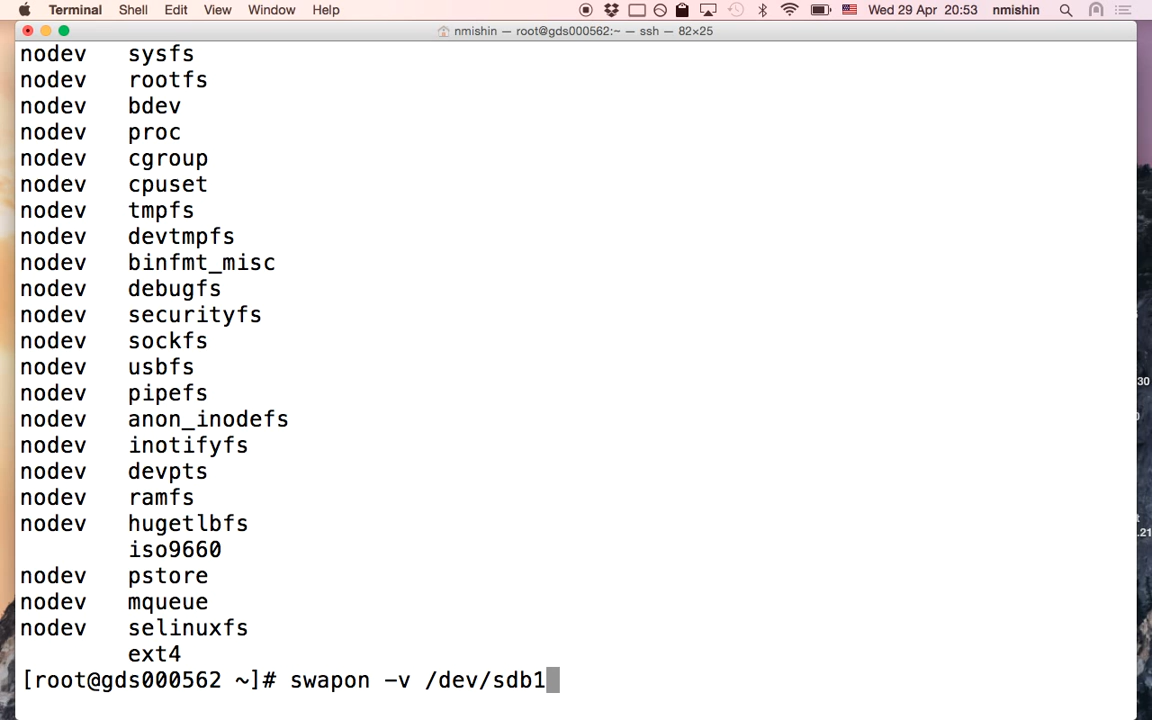 Terminal Shell Edit View Window Help Wed 29 Apr 20:53 nmishin
nmishin — root@gds000562:~ — ssh — 82×25
nodev sysfs
nodev rootfs
nodev bdev
nodev proc
nodev cgroup
nodev cpuset
nodev tmpfs
nodev devtmpfs
nodev binfmt_misc
nodev debugfs
nodev securityfs
nodev sockfs
nodev usbfs
nodev pipefs
nodev anon_inodefs
nodev inotifyfs
nodev devpts
nodev ramfs
nodev hugetlbfs
iso9660
nodev pstore
nodev mqueue
nodev selinuxfs
ext4
[root@gds000562 ~]# swapon -v /dev/sdb1